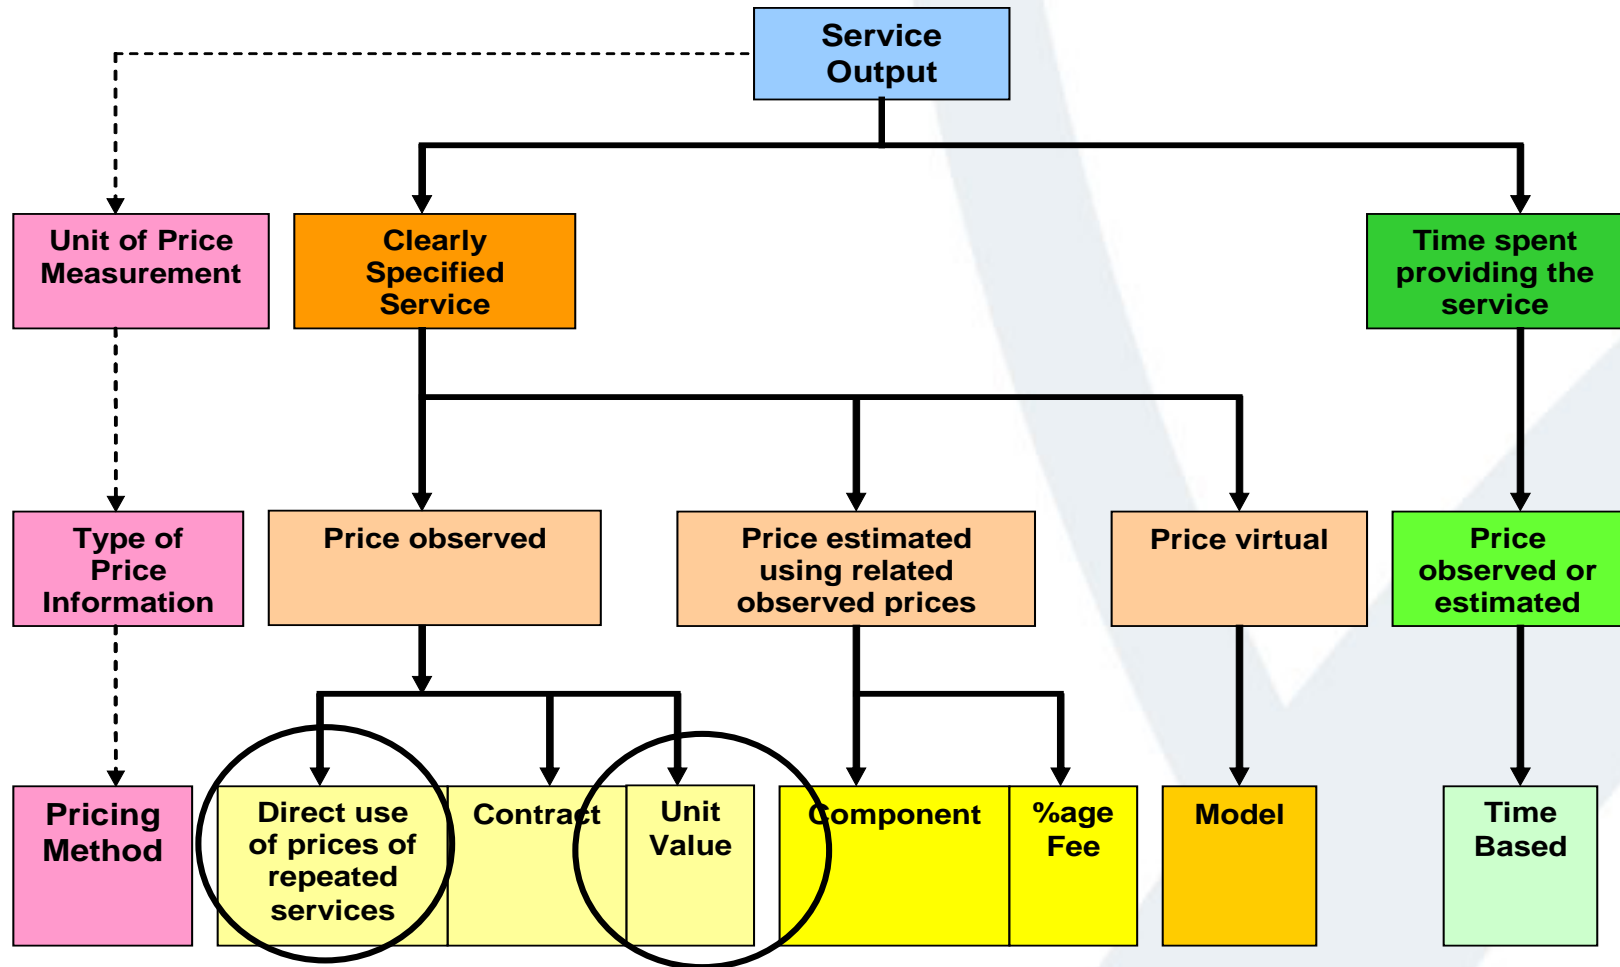 Service
Output
Unit of Price
Measurement
Clearly
Specified
Service
Time spent
providing the
service
Type of
Price
Information
Price observed
Price estimated
using related
observed prices
Price virtual
Price
observed or
estimated
Pricing
Method
Direct use
of prices of
repeated
services
Contract
Unit
Value
Component
%age
Fee
Model
Time
Based